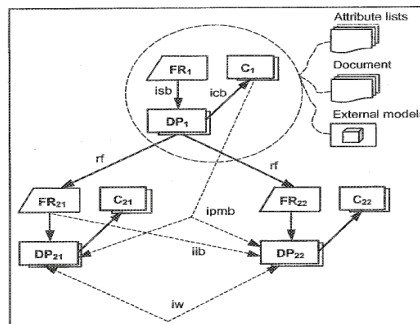 Attribute lists
FR1
C1
Document
isb
icb
DP1
External models
rf
rf
FR21
C21
FR22
C22
ipmb
iib
DP21
DP22
iw